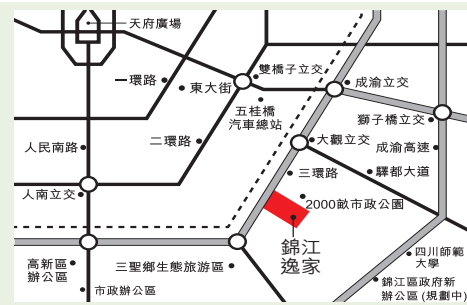 天府廣場
雙橋子立交
一環路
東大街
成渝立交
五桂橋
汽車總站
獅子橋立交
二環路
大觀立交
人民南路
成渝高速
三環路
驛都大道
人南立交
2000畝市政公園
錦江
逸家
四川師範
大學
高新區
辦公區
三聖鄉生態旅游區
市政辦公區
錦江區政府新
辦公區(規劃中)